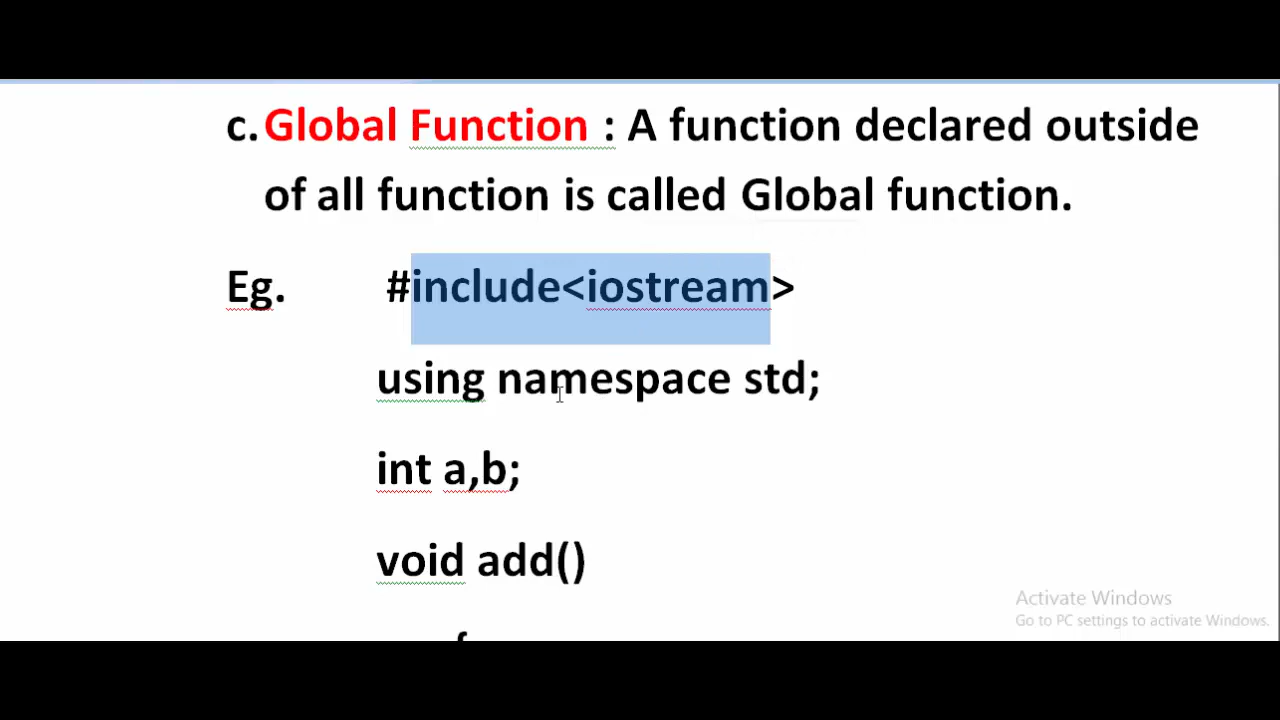 c. Global Function : A function declared outside
of all function is called Global function.
Eg. #include<iostream>
using namespace std;
int a,b;
void add()
Activate Windows
Go to PC settings to activate Windows.